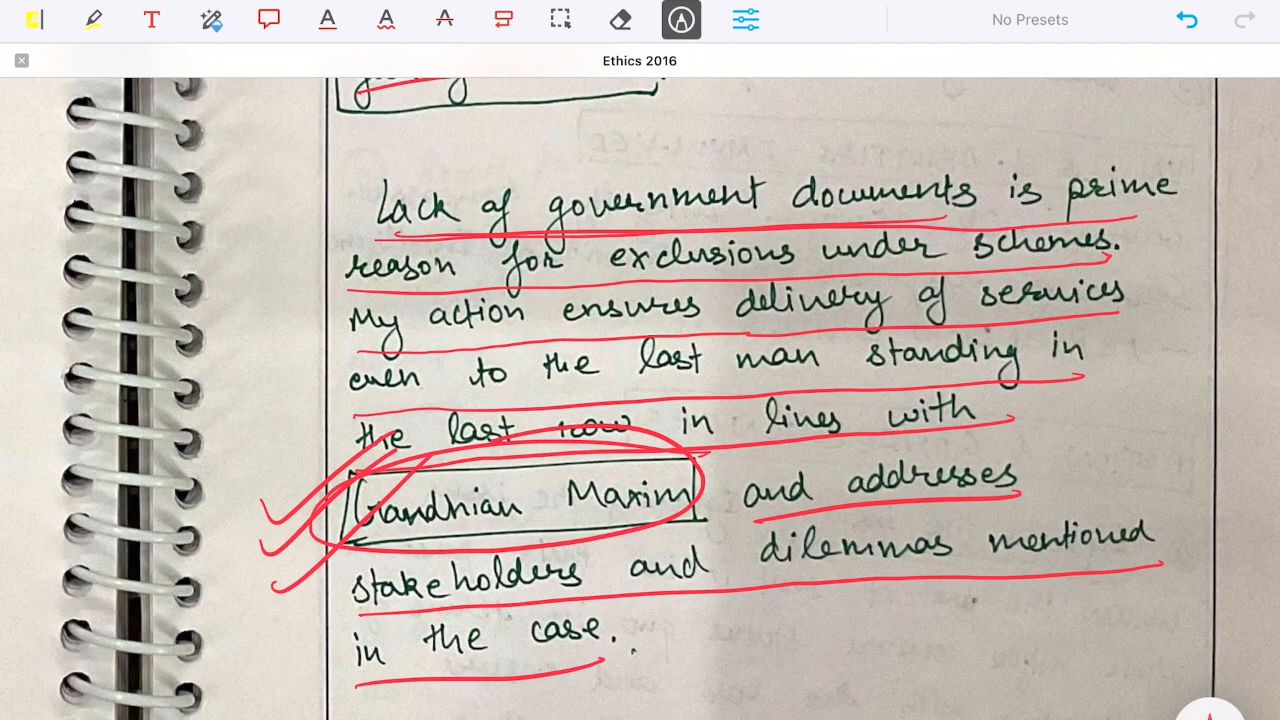 No Presets
Ethics 2016
Lack of government documents is prime
reason for exclusions under schemes.
My action ensures delivery of services
even to the last man standing in
the last row in lines with
Gandhian Maxim and addresses
stakeholders and dilemmas mentioned
in the case.